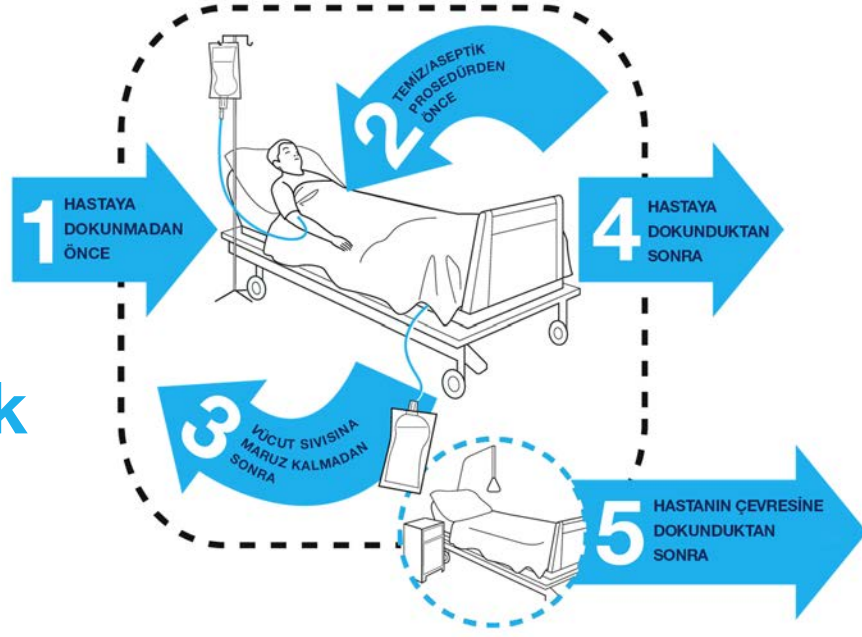 1
HASTAYA
DOKUNMADAN
ÖNCE
2
TEMİZ/ASEPTİK
PROSEDÜRDEN
ÖNCE
3
VÜCUT SIVISINA
MARUZ KALMADAN
SONRA
4
HASTAYA
DOKUNDUKTAN
SONRA
5
HASTANIN ÇEVRESİNE
DOKUNDUKTAN
SONRA
k